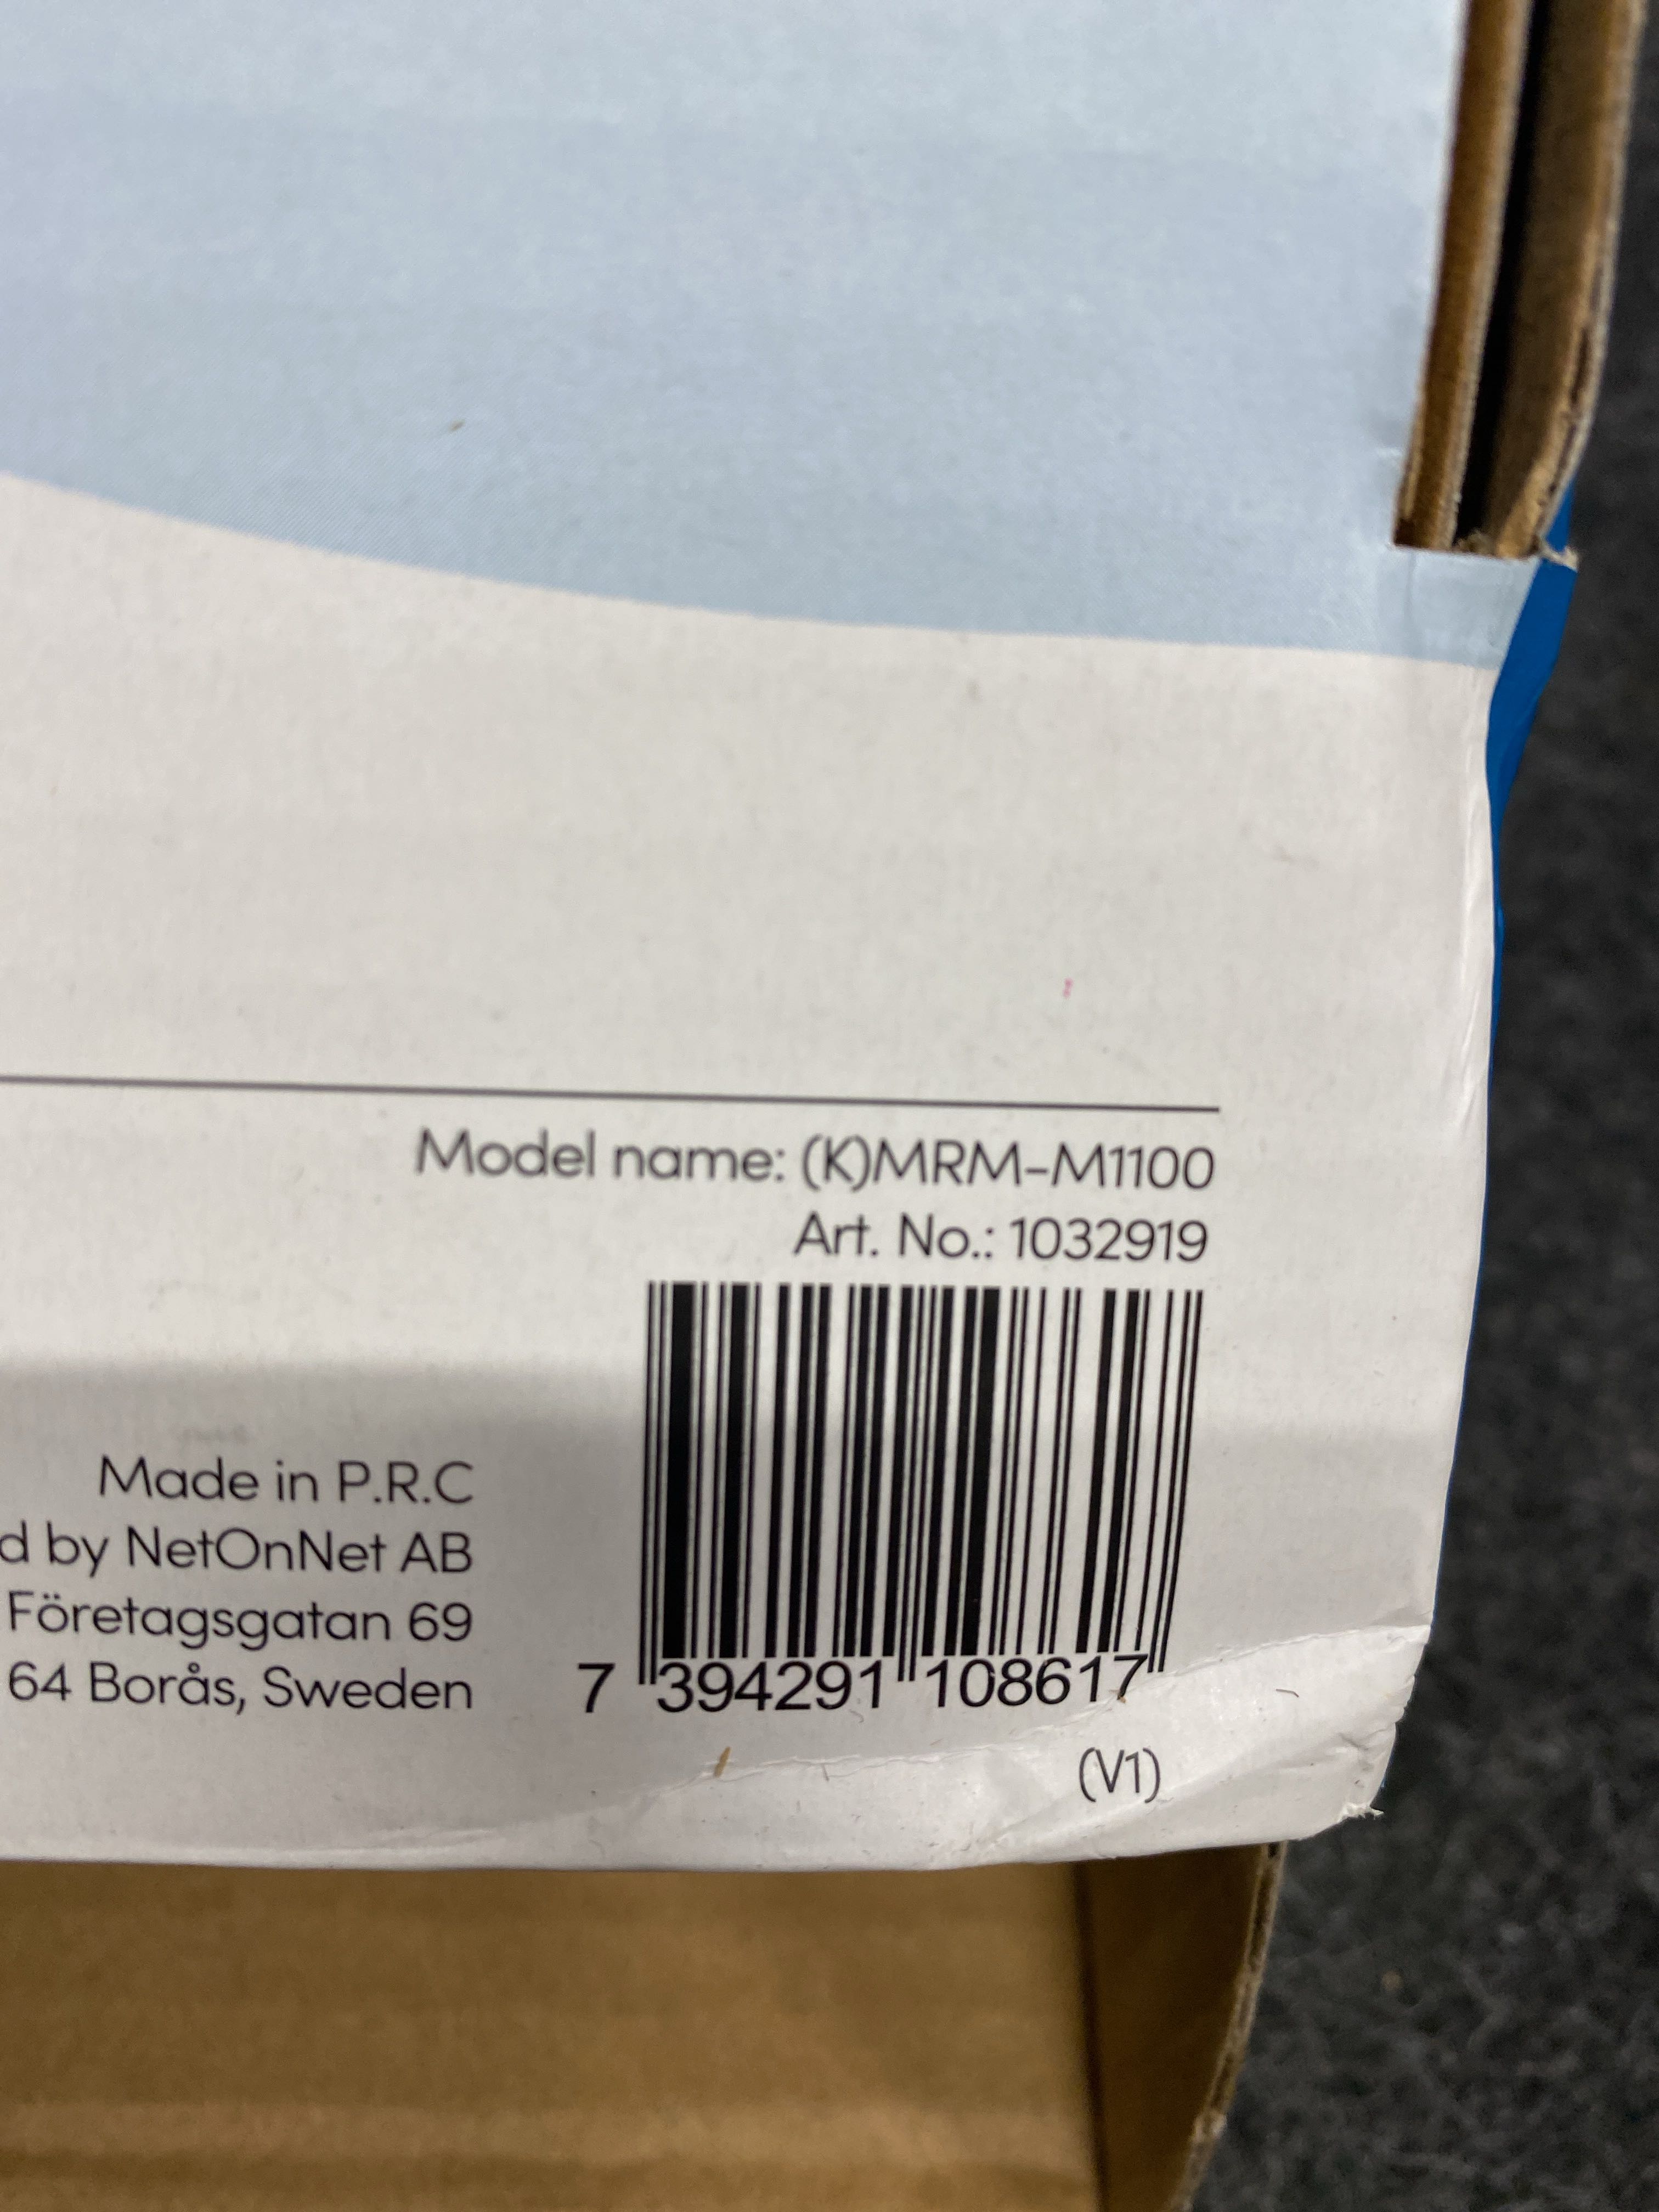 Model name: (K)MRM-M1100
Art. No.: 1032919
Made in P.R.C
d by NetOnNet AB
Företagsgatan 69
64 Borås, Sweden
7 394291 108617
(V1)